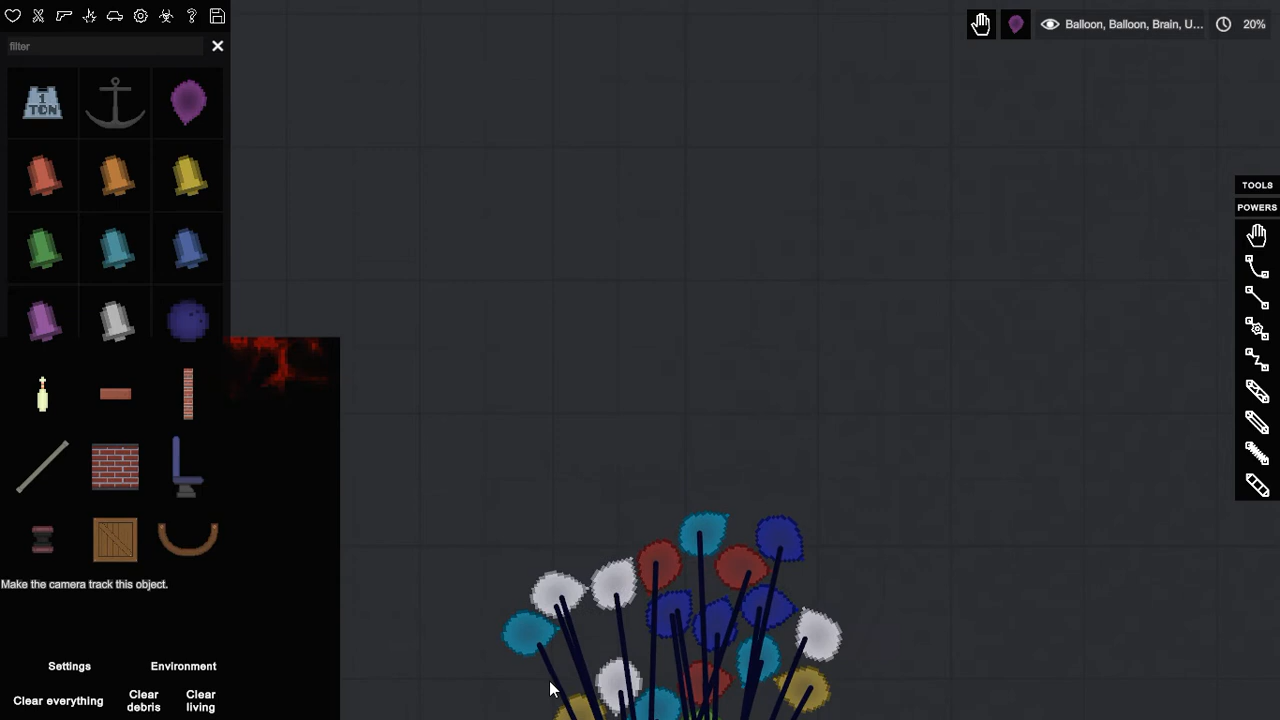 filter
Balloon, Balloon, Brain, U...
20%
1
TON
TOOLS
POWERS
Make the camera track this object.
Settings
Environment
Clear everything
Clear
debris
Clear
living